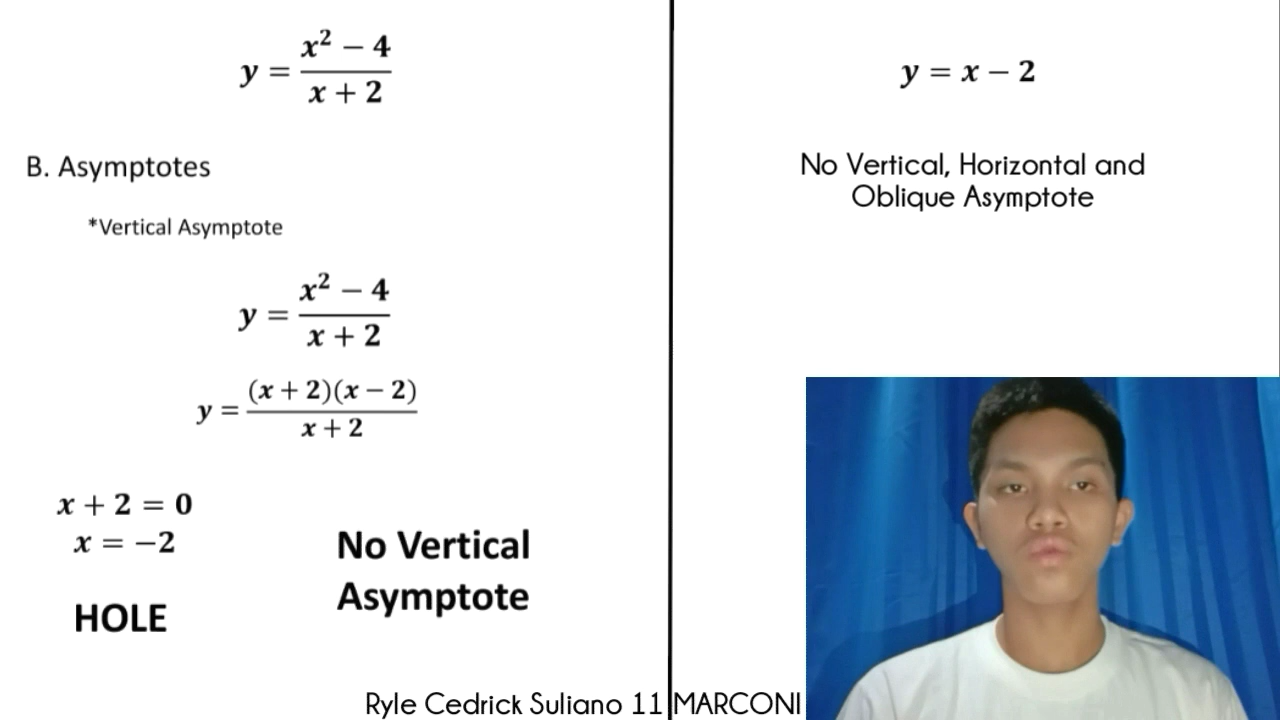 y = (x² − 4)/(x + 2)
B. Asymptotes
*Vertical Asymptote
y = (x² − 4)/(x + 2)
y = ((x + 2)(x − 2))/(x + 2)
x + 2 = 0
x = −2
HOLE
No Vertical
Asymptote
y = x − 2
No Vertical, Horizontal and
Oblique Asymptote
Ryle Cedrick Suliano 11 MARCONI